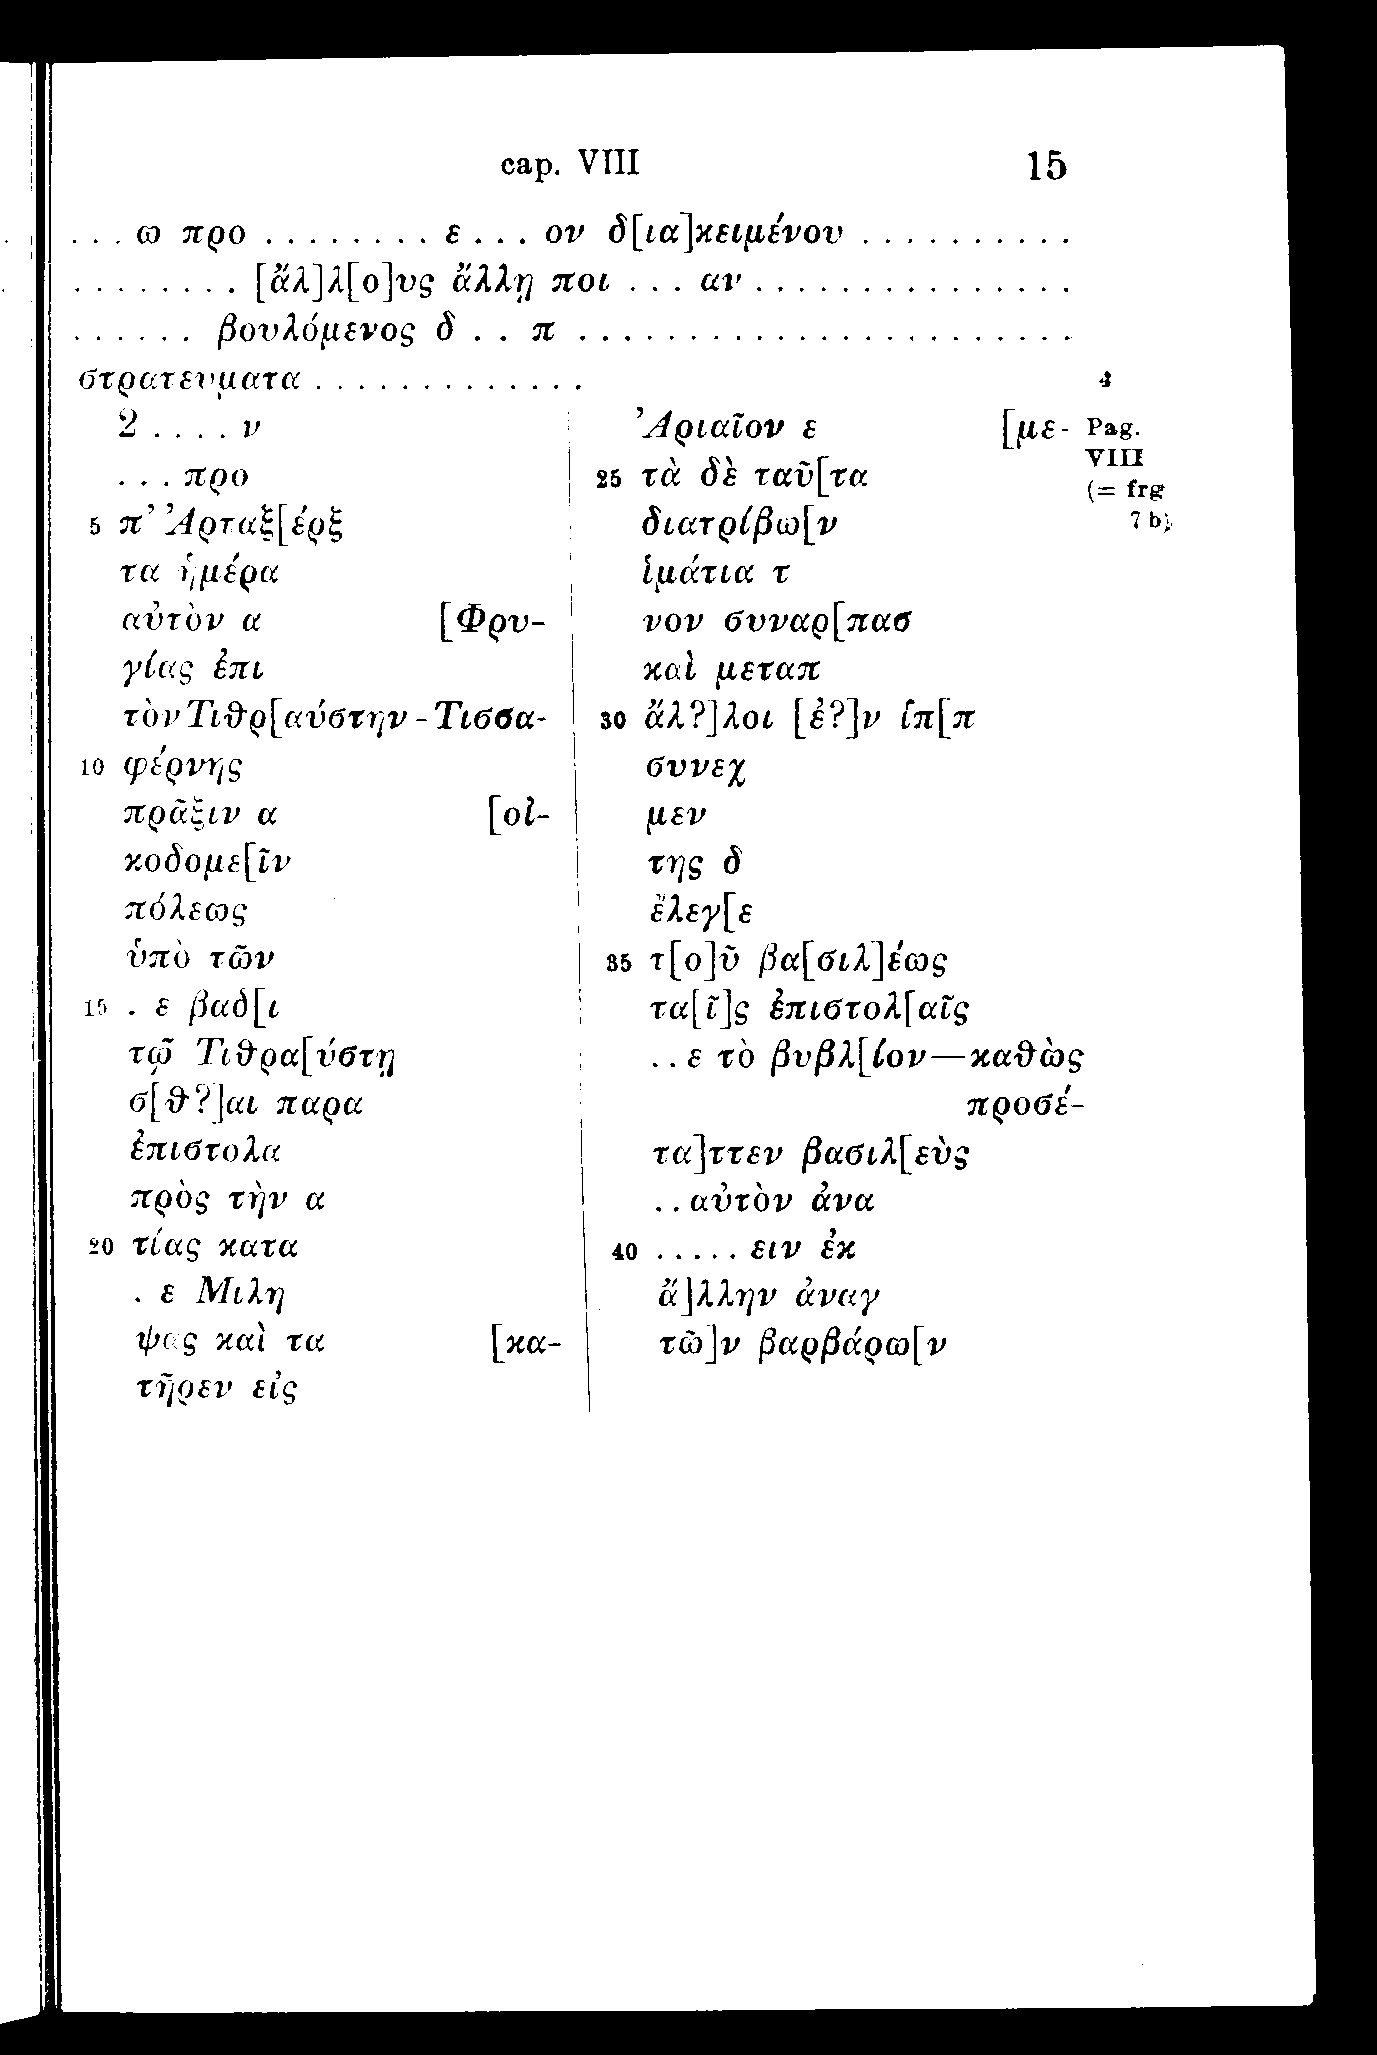 cap. VIII 15
. . . ω προ . . . . . . . . ε . . . ον δ[ια]κειμένου . . . . . . . . . .
. . . . . . . . [ἄλ]λ[ο]υς ἄλλῃ ποι . . . αν . . . . . . . . . . . . . . .
. . . . . . βουλόμενος δ . . π . . . . . . . . . . . . . . . . . . . . . . .
στρατευματα . . . . . . . . . . . . . 4
2 . . . . ν
. . . προ
5 π’ Ἀρταξ[έρξ
τα ἡμέρα
αὐτὸν α [Φρυ-
γίας ἐπι
τὸν Τιθρ[αύστην - Τισσα-
10 φέρνης
πρᾶξιν α [οἰ-
κοδομε[ῖν
πόλεως
ὑπὸ τῶν
15 . ε βαδ[ι
τῷ Τιθρα[ύστῃ
σ[θ?]αι παρα
ἐπιστολα
πρὸς τὴν α
20 τίας κατα
. ε Μιλη
ψας καὶ τα [κα-
τῆρεν εἰς
Ἀριαῖον ε [με-
25 τὰ δὲ ταῦ[τα
διατρίβω[ν
ἱμάτια τ
νον συναρ[πασ
καὶ μεταπ
30 ἄλ?]λοι [ἐ?]ν ἱπ[π
συνεχ
μεν
της δ
ἔλεγ[ε
35 τ[ο]ῦ βα[σιλ]έως
τα[ῖ]ς ἐπιστολ[αῖς
. . ε τὸ βυβλ[ίον—καθὼς
προσέ-
τα]ττεν βασιλ[εὺς
. . αὐτὸν ἀνα
40 . . . . . ειν ἐκ
ἄ]λλην ἀναγ
τῶ]ν βαρβάρω[ν
Pag.
VIII
(= frg
7 b)